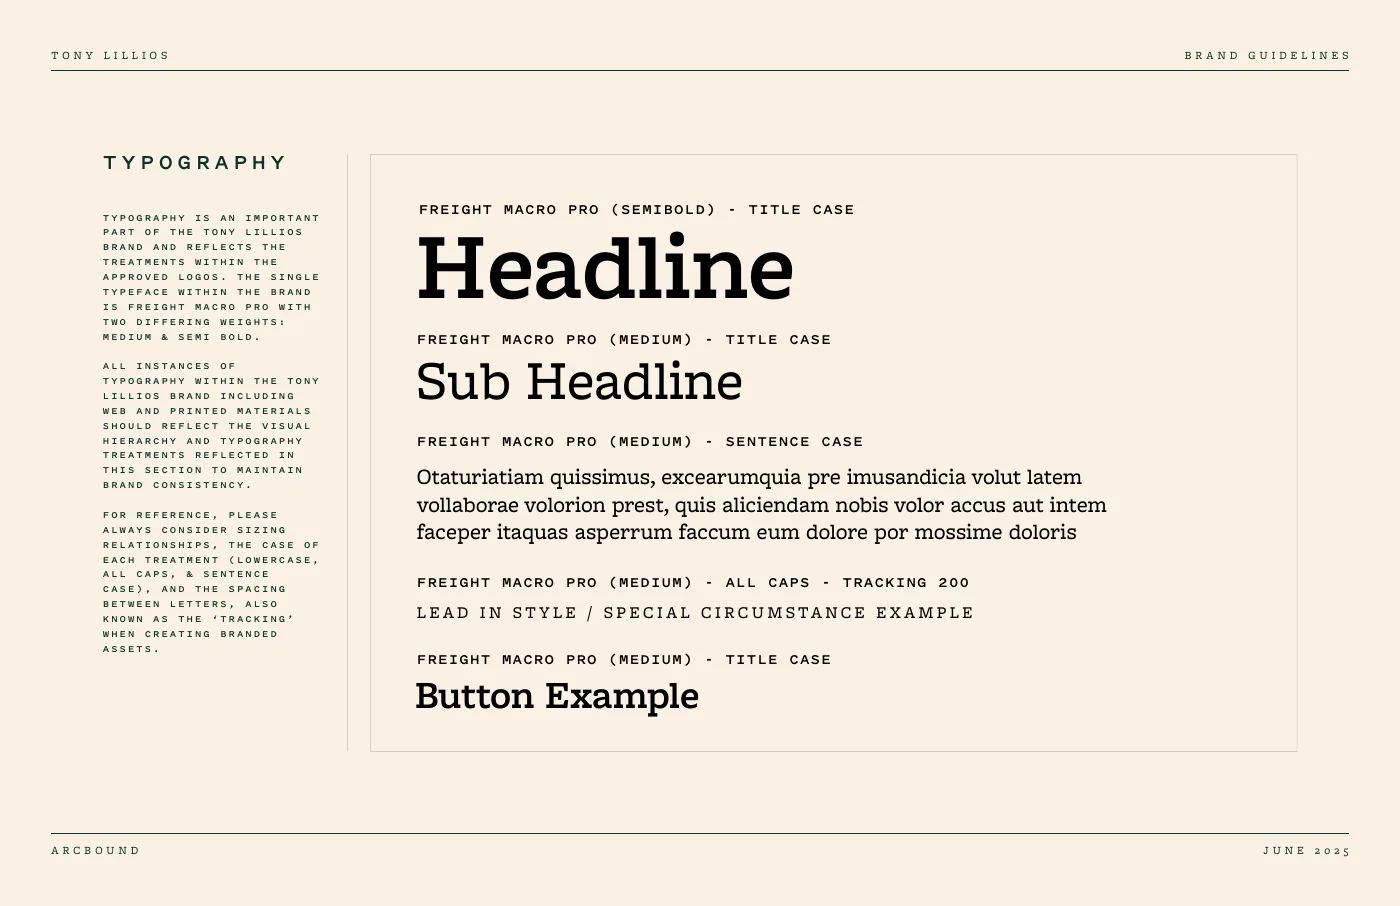 TONY LILLIOS
BRAND GUIDELINES
TYPOGRAPHY
TYPOGRAPHY IS AN IMPORTANT
PART OF THE TONY LILLIOS
BRAND AND REFLECTS THE
TREATMENTS WITHIN THE
APPROVED LOGOS. THE SINGLE
TYPEFACE WITHIN THE BRAND
IS FREIGHT MACRO PRO WITH
TWO DIFFERING WEIGHTS:
MEDIUM & SEMI BOLD.
ALL INSTANCES OF
TYPOGRAPHY WITHIN THE TONY
LILLIOS BRAND INCLUDING
WEB AND PRINTED MATERIALS
SHOULD REFLECT THE VISUAL
HIERARCHY AND TYPOGRAPHY
TREATMENTS REFLECTED IN
THIS SECTION TO MAINTAIN
BRAND CONSISTENCY.
FOR REFERENCE, PLEASE
ALWAYS CONSIDER SIZING
RELATIONSHIPS, THE CASE OF
EACH TREATMENT (LOWERCASE,
ALL CAPS, & SENTENCE
CASE), AND THE SPACING
BETWEEN LETTERS, ALSO
KNOWN AS THE ‘TRACKING’
WHEN CREATING BRANDED
ASSETS.
FREIGHT MACRO PRO (SEMIBOLD) - TITLE CASE
Headline
FREIGHT MACRO PRO (MEDIUM) - TITLE CASE
Sub Headline
FREIGHT MACRO PRO (MEDIUM) - SENTENCE CASE
Otaturiatiam quissimus, excearumquia pre imusandicia volut latem
vollaborae volorion prest, quis aliciendam nobis volor accus aut intem
faceper itaquas asperrum faccum eum dolore por mossime doloris
FREIGHT MACRO PRO (MEDIUM) - ALL CAPS - TRACKING 200
LEAD IN STYLE / SPECIAL CIRCUMSTANCE EXAMPLE
FREIGHT MACRO PRO (MEDIUM) - TITLE CASE
Button Example
ARCBOUND
JUNE 2025